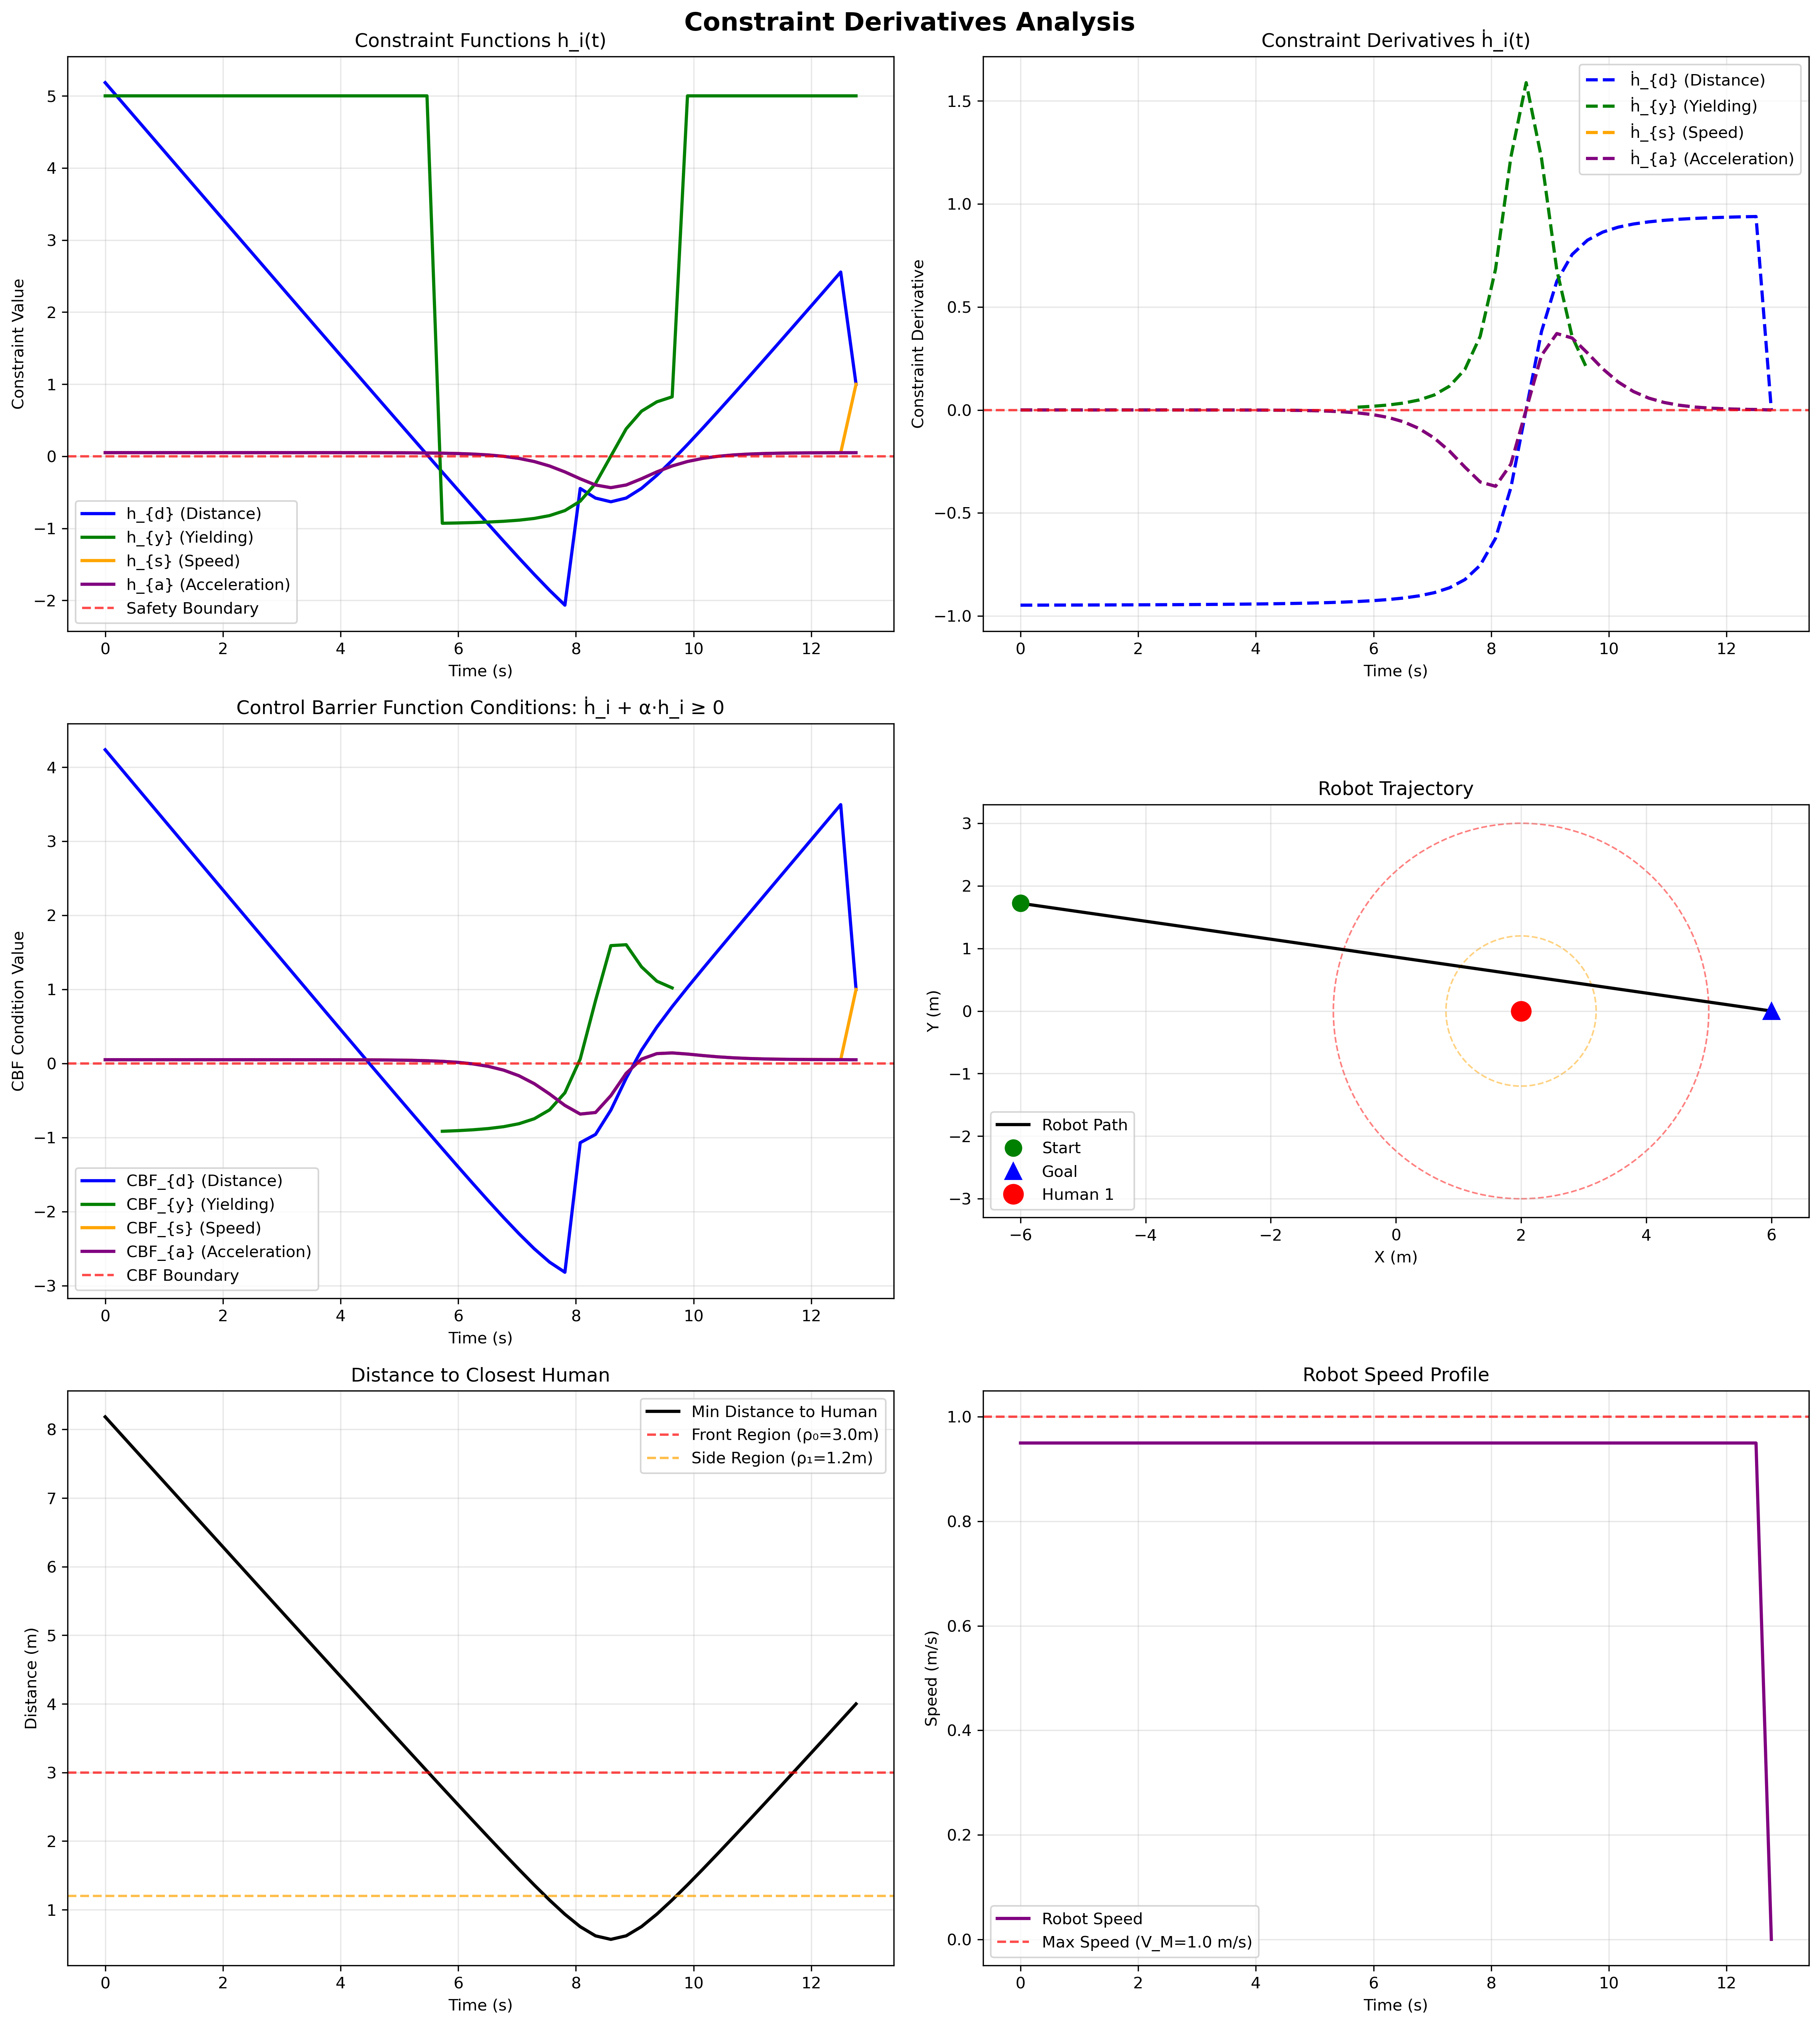 Constraint Derivatives Analysis
Constraint Functions h_i(t)
Constraint Value
5
4
3
2
1
0
−1
−2
h_{d} (Distance)
h_{y} (Yielding)
h_{s} (Speed)
h_{a} (Acceleration)
Safety Boundary
0 2 4 6 8 10 12
Time (s)
Constraint Derivatives ḣ_i(t)
Constraint Derivative
1.5
1.0
0.5
0.0
−0.5
−1.0
ḣ_{d} (Distance)
ḣ_{y} (Yielding)
ḣ_{s} (Speed)
ḣ_{a} (Acceleration)
0 2 4 6 8 10 12
Time (s)
Control Barrier Function Conditions: ḣ_i + α·h_i ≥ 0
CBF Condition Value
4
3
2
1
0
−1
−2
−3
CBF_{d} (Distance)
CBF_{y} (Yielding)
CBF_{s} (Speed)
CBF_{a} (Acceleration)
CBF Boundary
0 2 4 6 8 10 12
Time (s)
Robot Trajectory
Y (m)
3
2
1
0
−1
−2
−3
Robot Path
Start
Goal
Human 1
−6 −4 −2 0 2 4 6
X (m)
Distance to Closest Human
Distance (m)
8
7
6
5
4
3
2
1
Min Distance to Human
Front Region (ρ₀=3.0m)
Side Region (ρ₁=1.2m)
0 2 4 6 8 10 12
Time (s)
Robot Speed Profile
Speed (m/s)
1.0
0.8
0.6
0.4
0.2
0.0
Robot Speed
Max Speed (V_M=1.0 m/s)
0 2 4 6 8 10 12
Time (s)